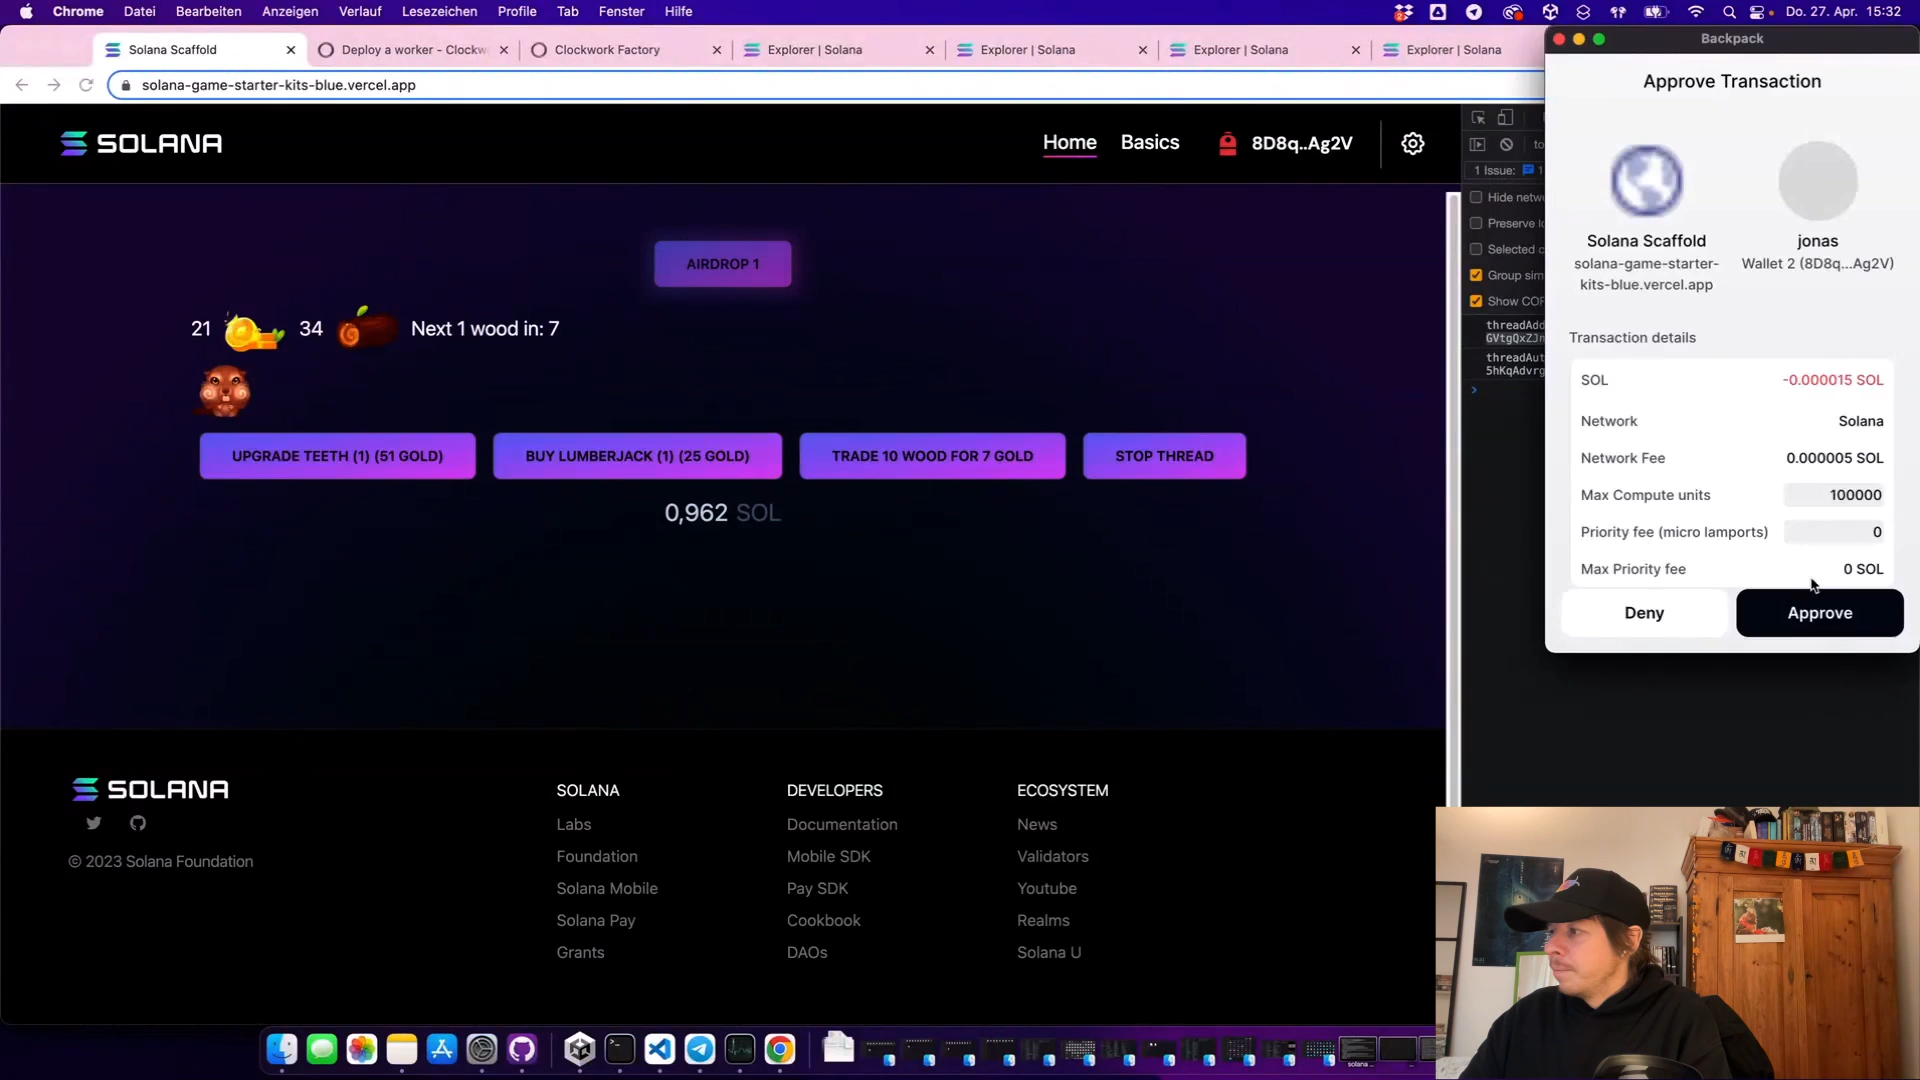 Chrome Datei Bearbeiten Anzeigen Verlauf Lesezeichen Profile Tab Fenster Hilfe
Do. 27. Apr. 15:32
Solana Scaffold
Deploy a worker - Clockw
Clockwork Factory
Explorer | Solana
Explorer | Solana
Explorer | Solana
Explorer | Solana
solana-game-starter-kits-blue.vercel.app
SOLANA
Home Basics 8D8q..Ag2V
AIRDROP 1
21 34 Next 1 wood in: 7
UPGRADE TEETH (1) (51 GOLD)
BUY LUMBERJACK (1) (25 GOLD)
TRADE 10 WOOD FOR 7 GOLD
STOP THREAD
0,962 SOL
SOLANA
© 2023 Solana Foundation
SOLANA
Labs
Foundation
Solana Mobile
Solana Pay
Grants
DEVELOPERS
Documentation
Mobile SDK
Pay SDK
Cookbook
DAOs
ECOSYSTEM
News
Validators
Youtube
Realms
Solana U
to
1 Issue: 1
Hide netw
Preserve lo
Selected c
Group sim
Show COR
threadAdd
GVtgQxZJn
threadAut
5hKqAdvrg
Backpack
Approve Transaction
Solana Scaffold
solana-game-starter-
kits-blue.vercel.app
jonas
Wallet 2 (8D8q...Ag2V)
Transaction details
SOL -0.000015 SOL
Network Solana
Network Fee 0.000005 SOL
Max Compute units 100000
Priority fee (micro lamports) 0
Max Priority fee 0 SOL
Deny Approve